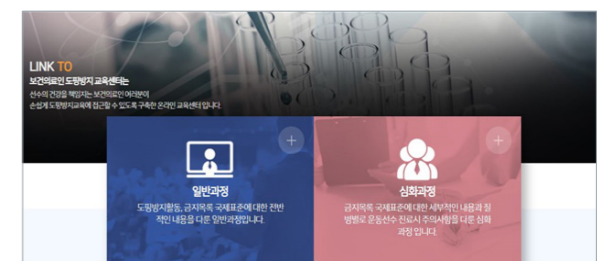 LINK TO
보건의료인 도핑방지 교육센터는
선수의 건강을 책임지는 보건의료인 여러분이
손쉽게 도핑방지교육에 접근할 수 있도록 구축한 온라인 교육센터 입니다.
일반과정
도핑방지활동, 금지목록 국제표준에 대한 전반
적인 내용을 다룬 일반과정입니다.
심화과정
금지목록 국제표준에 대한 세부적인 내용과 질
병별로 운동선수 진료시 주의사항을 다룬 심화
과정 입니다.